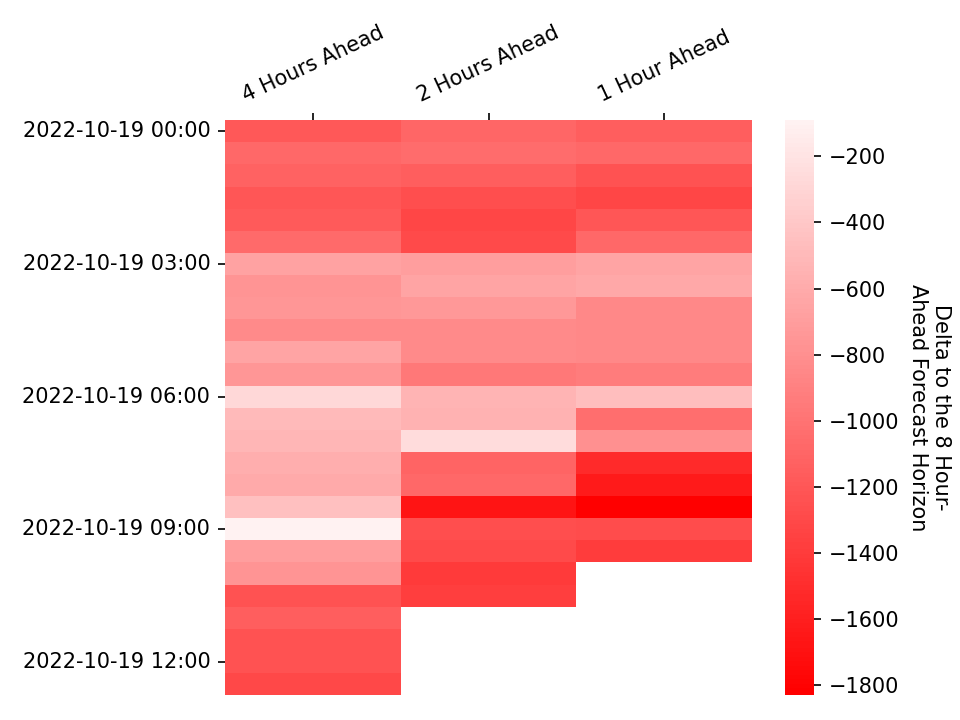 4 Hours Ahead
2 Hours Ahead
1 Hour Ahead
2022-10-19 00:00
2022-10-19 03:00
2022-10-19 06:00
2022-10-19 09:00
2022-10-19 12:00
−200
−400
−600
−800
−1000
−1200
−1400
−1600
−1800
Delta to the 8 Hour-
Ahead Forecast Horizon